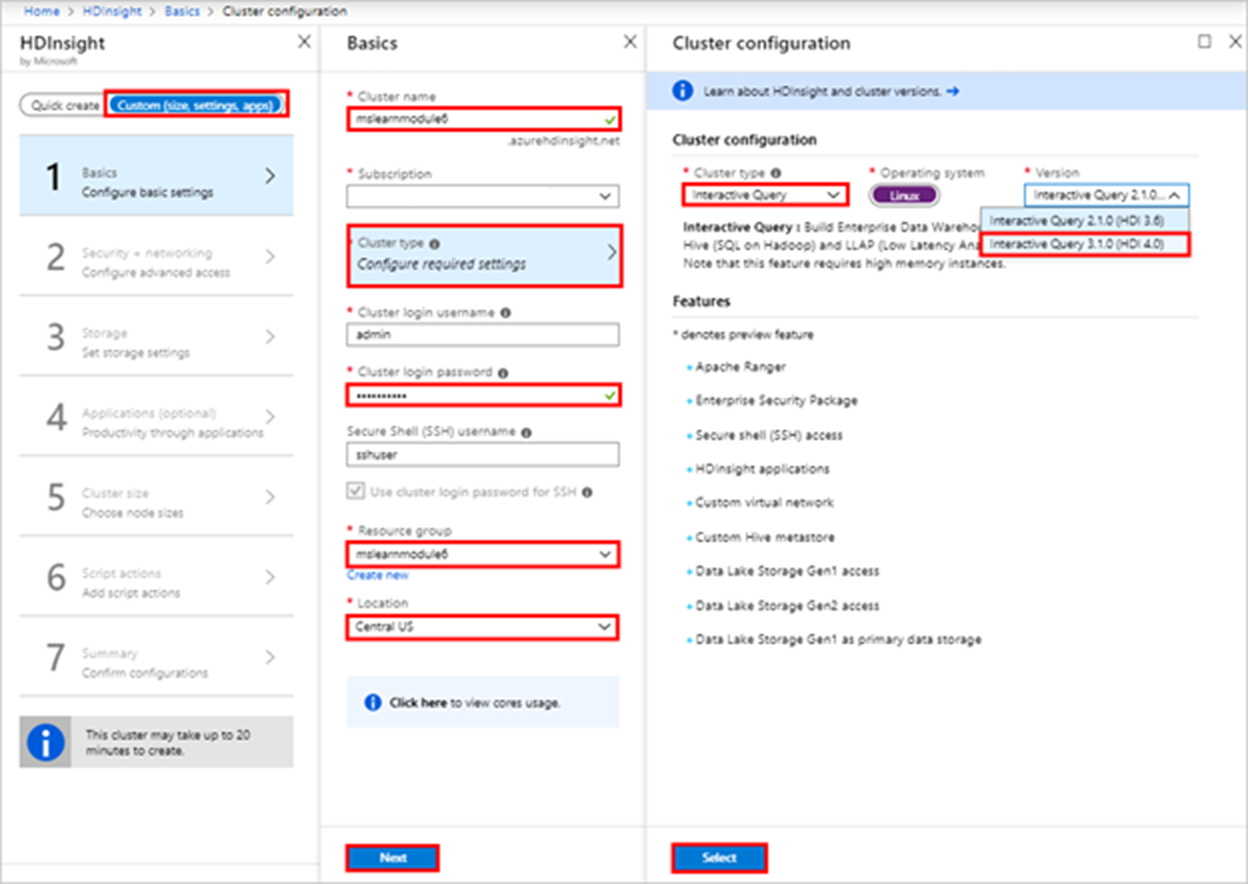 Home > HDInsight > Basics > Cluster configuration
HDInsight
by Microsoft
Quick create
Custom (size, settings, apps)
1
Basics
Configure basic settings
2
Security + networking
Configure advanced access
3
Storage
Set storage settings
4
Applications (optional)
Productivity through applications
5
Cluster size
Choose node sizes
6
Script actions
Add script actions
7
Summary
Confirm configurations
This cluster may take up to 20
minutes to create.
Basics
* Cluster name
mslearnmodule6
.azurehdinsight.net
* Subscription
* Cluster type
Configure required settings
* Cluster login username
admin
* Cluster login password
••••••••••
Secure Shell (SSH) username
sshuser
Use cluster login password for SSH
* Resource group
mslearnmodule6
Create new
* Location
Central US
Click here to view cores usage.
Next
Cluster configuration
Learn about HDInsight and cluster versions. →
Cluster configuration
* Cluster type
Interactive Query
* Operating system
Linux
* Version
Interactive Query 2.1.0...
Interactive Query 2.1.0 (HDI 3.6)
Interactive Query 3.1.0 (HDI 4.0)
Interactive Query : Build Enterprise Data Wareho
Hive (SQL on Hadoop) and LLAP (Low Latency Ana
Note that this feature requires high memory instances.
Features
* denotes preview feature
+ Apache Ranger
+ Enterprise Security Package
+ Secure shell (SSH) access
+ HDInsight applications
+ Custom virtual network
+ Custom Hive metastore
+ Data Lake Storage Gen1 access
+ Data Lake Storage Gen2 access
+ Data Lake Storage Gen1 as primary data storage
Select